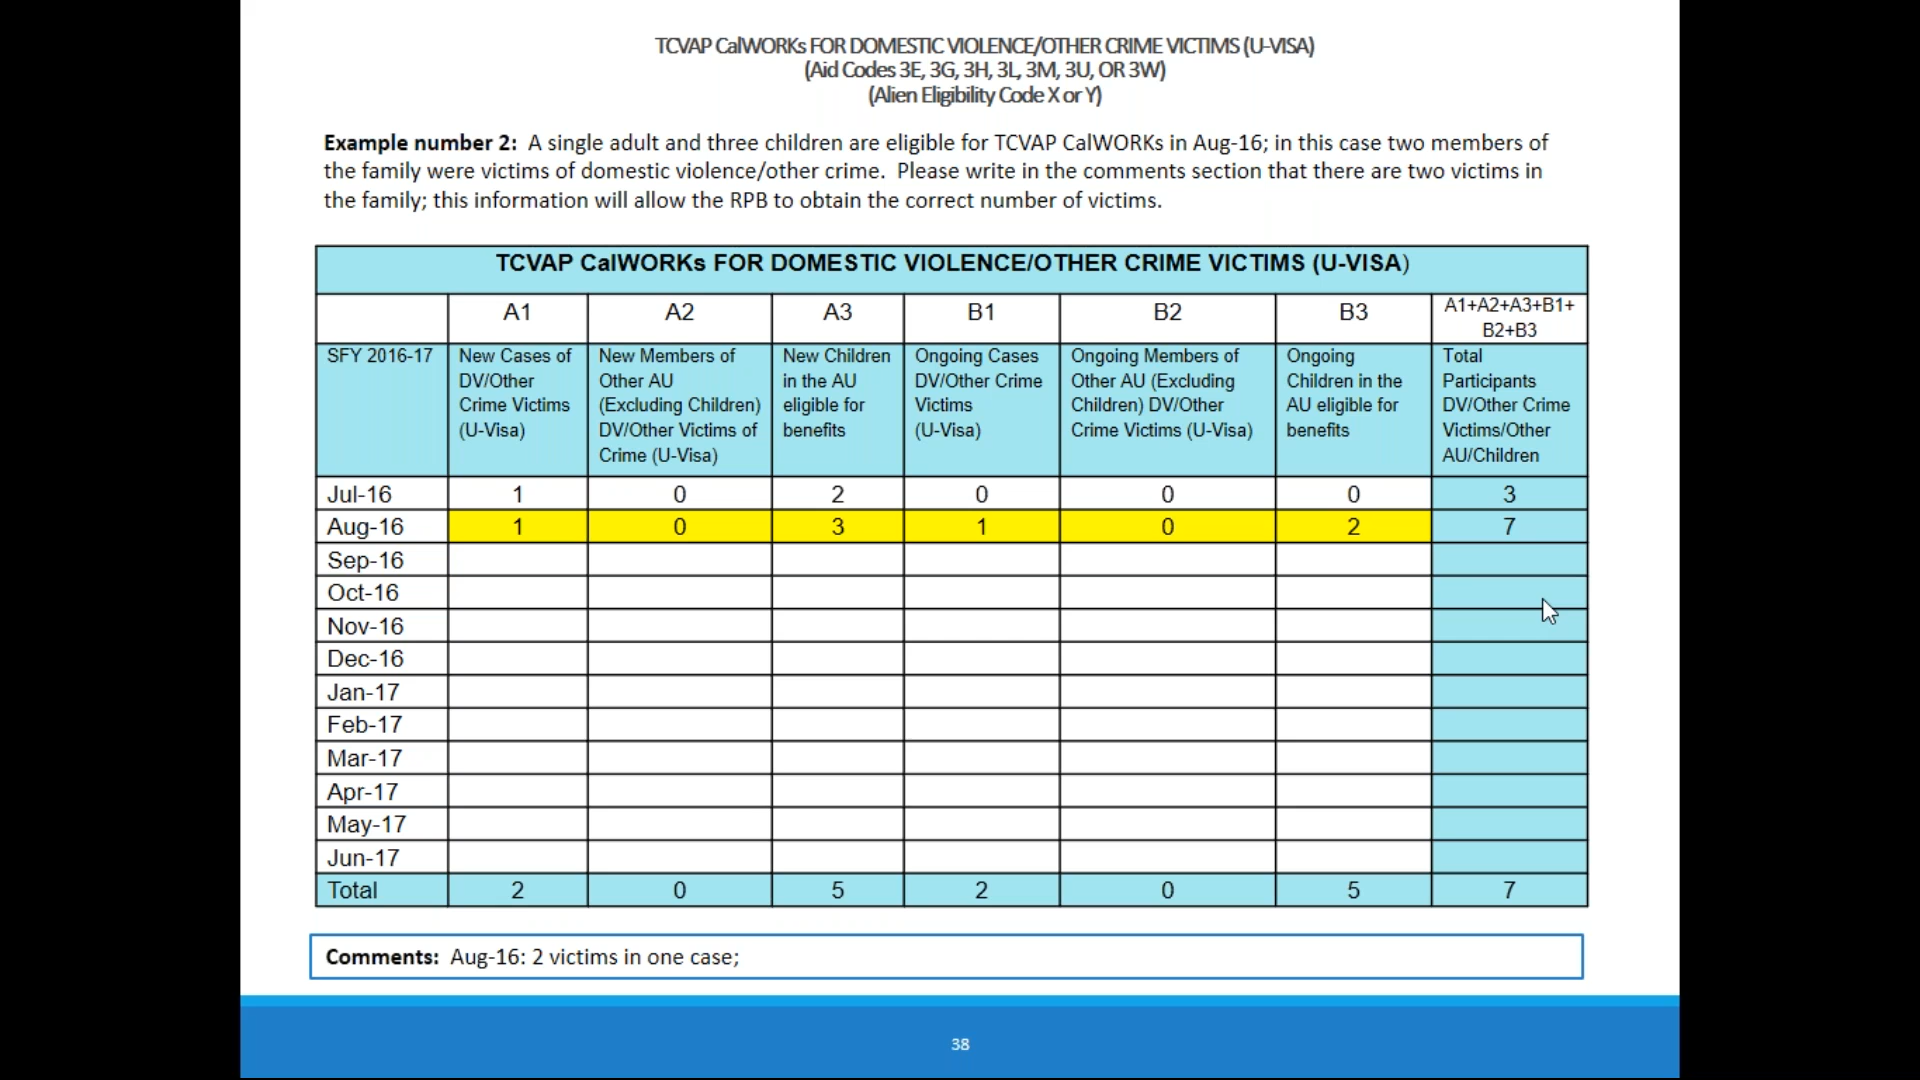 TCVAP CalWORKs FOR DOMESTIC VIOLENCE/OTHER CRIME VICTIMS (U-VISA)
(Aid Codes 3E, 3G, 3H, 3L, 3M, 3U, OR 3W)
(Alien Eligibility Code X or Y)
Example number 2: A single adult and three children are eligible for TCVAP CalWORKs in Aug-16; in this case two members of
the family were victims of domestic violence/other crime. Please write in the comments section that there are two victims in
the family; this information will allow the RPB to obtain the correct number of victims.
TCVAP CalWORKs FOR DOMESTIC VIOLENCE/OTHER CRIME VICTIMS (U-VISA)
A1 A2 A3 B1 B2 B3 A1+A2+A3+B1+
B2+B3
SFY 2016-17 New Cases of New Members of New Children Ongoing Cases Ongoing Members of Ongoing Total
DV/Other Other AU in the AU DV/Other Crime Other AU (Excluding Children in the Participants
Crime Victims (Excluding Children) eligible for Victims Children) DV/Other AU eligible for DV/Other Crime
(U-Visa) DV/Other Victims of benefits (U-Visa) Crime Victims (U-Visa) benefits Victims/Other
Crime (U-Visa) AU/Children
Jul-16 1 0 2 0 0 0 3
Aug-16 1 0 3 1 0 2 7
Sep-16
Oct-16
Nov-16
Dec-16
Jan-17
Feb-17
Mar-17
Apr-17
May-17
Jun-17
Total 2 0 5 2 0 5 7
Comments: Aug-16: 2 victims in one case;
38